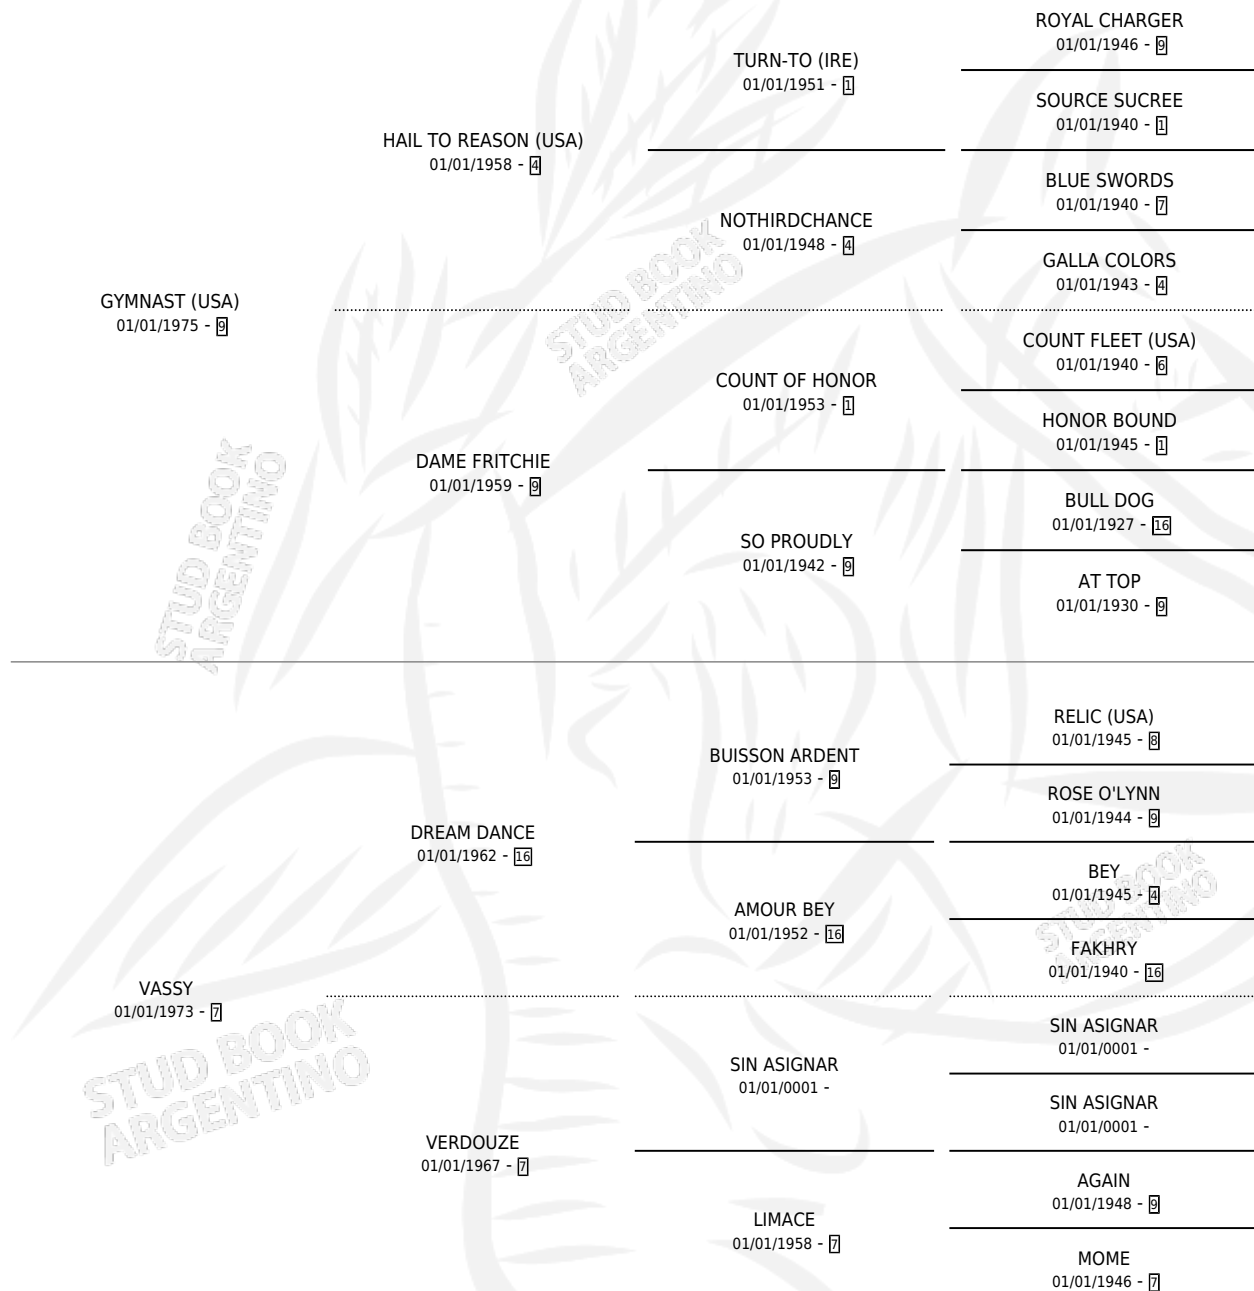 GYMNAST (USA)
01/01/1975 - 9
HAIL TO REASON (USA)
01/01/1958 - 4
DAME FRITCHIE
01/01/1959 - 9
TURN-TO (IRE)
01/01/1951 - 1
NOTHIRDCHANCE
01/01/1948 - 4
COUNT OF HONOR
01/01/1953 - 1
SO PROUDLY
01/01/1942 - 9
ROYAL CHARGER
01/01/1946 - 9
SOURCE SUCREE
01/01/1940 - 1
BLUE SWORDS
01/01/1940 - 7
GALLA COLORS
01/01/1943 - 4
COUNT FLEET (USA)
01/01/1940 - 6
HONOR BOUND
01/01/1945 - 1
BULL DOG
01/01/1927 - 16
AT TOP
01/01/1930 - 9
VASSY
01/01/1973 - 7
DREAM DANCE
01/01/1962 - 16
VERDOUZE
01/01/1967 - 7
BUISSON ARDENT
01/01/1953 - 9
AMOUR BEY
01/01/1952 - 16
SIN ASIGNAR
01/01/0001 -
LIMACE
01/01/1958 - 7
RELIC (USA)
01/01/1945 - 8
ROSE O'LYNN
01/01/1944 - 9
BEY
01/01/1945 - 4
FAKHRY
01/01/1940 - 16
SIN ASIGNAR
01/01/0001 -
SIN ASIGNAR
01/01/0001 -
AGAIN
01/01/1948 - 9
MOME
01/01/1946 - 7
STUD BOOK
ARGENTINO
STUD BOOK
ARGENTINO
STUD BOOK
ARGENTINO
STUD BOOK
ARGENTINO